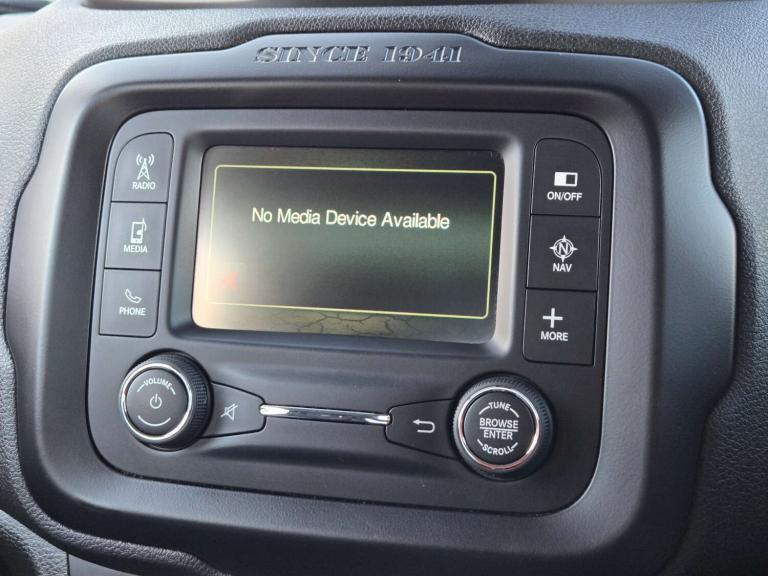 SINCE 1941
RADIO
MEDIA
PHONE
No Media Device Available
ON/OFF
N
NAV
MORE
VOLUME
TUNE
BROWSE
ENTER
SCROLL